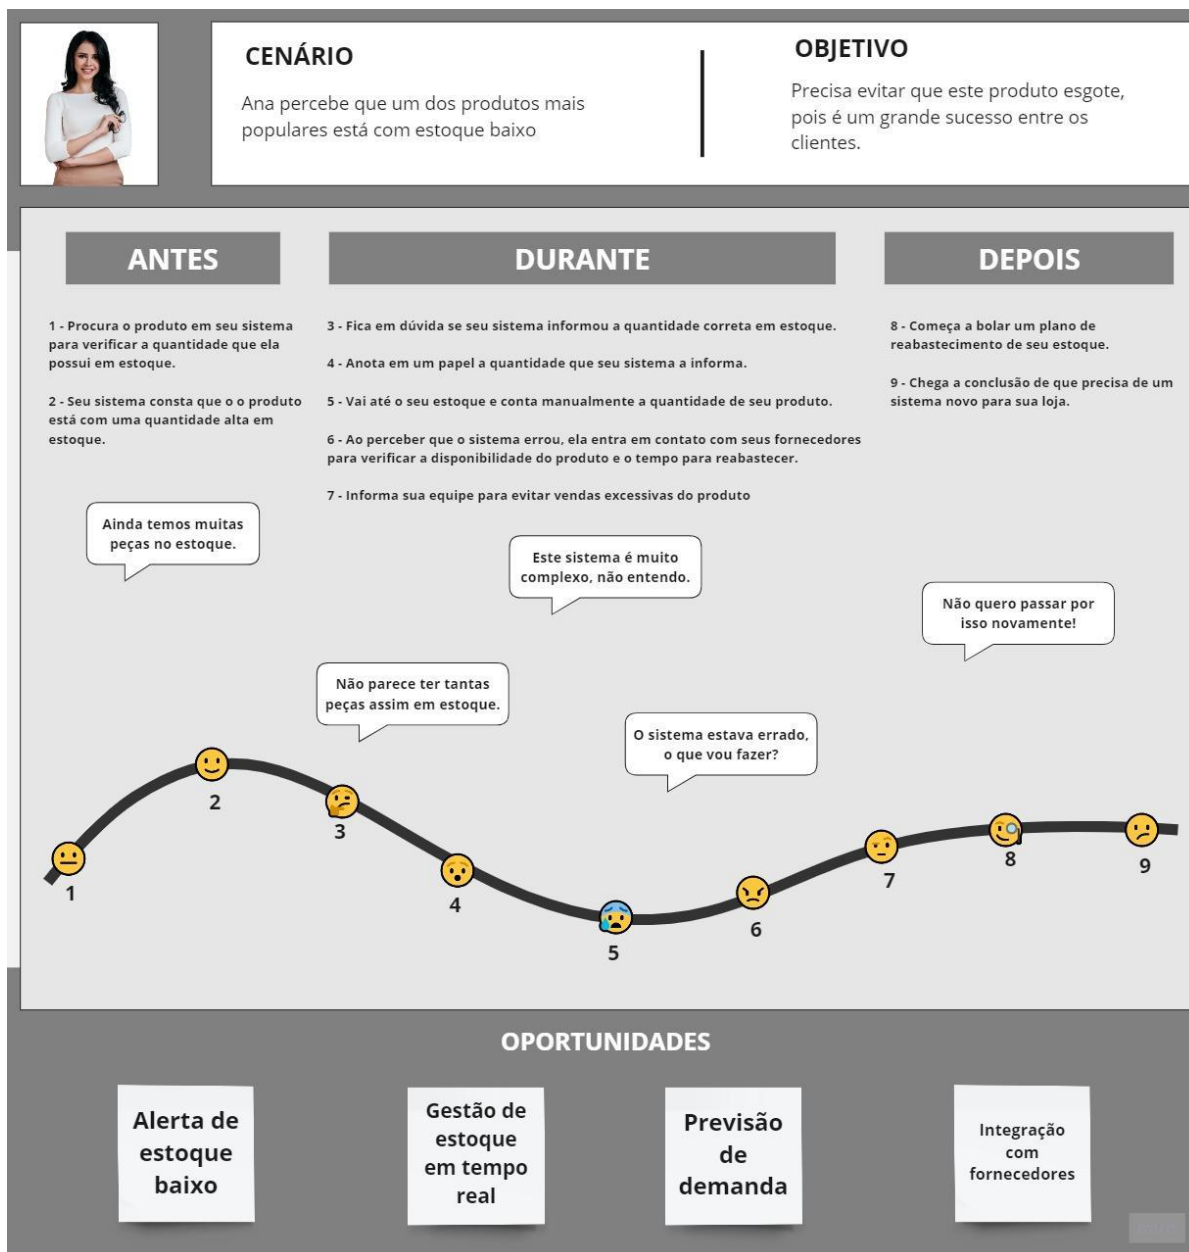 CENÁRIO
Ana percebe que um dos produtos mais
populares está com estoque baixo
OBJETIVO
Precisa evitar que este produto esgote,
pois é um grande sucesso entre os
clientes.
ANTES
1 - Procura o produto em seu sistema
para verificar a quantidade que ela
possui em estoque.
2 - Seu sistema consta que o o produto
está com uma quantidade alta em
estoque.
DURANTE
3 - Fica em dúvida se seu sistema informou a quantidade correta em estoque.
4 - Anota em um papel a quantidade que seu sistema a informa.
5 - Vai até o seu estoque e conta manualmente a quantidade de seu produto.
6 - Ao perceber que o sistema errou, ela entra em contato com seus fornecedores
para verificar a disponibilidade do produto e o tempo para reabastecer.
7 - Informa sua equipe para evitar vendas excessivas do produto
DEPOIS
8 - Começa a bolar um plano de
reabastecimento de seu estoque.
9 - Chega a conclusão de que precisa de um
sistema novo para sua loja.
Ainda temos muitas
peças no estoque.
Este sistema é muito
complexo, não entendo.
Não quero passar por
isso novamente!
Não parece ter tantas
peças assim em estoque.
O sistema estava errado,
o que vou fazer?
1
2
3
4
5
6
7
8
9
OPORTUNIDADES
Alerta de
estoque
baixo
Gestão de
estoque
em tempo
real
Previsão
de
demanda
Integração
com
fornecedores